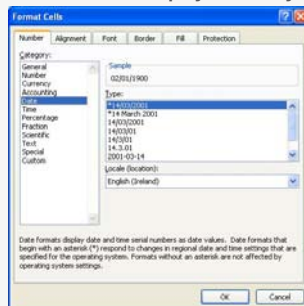 Format Cells
Number Alignment Font Border Fill Protection
Category:
General
Number
Currency
Accounting
Date
Time
Percentage
Fraction
Scientific
Text
Special
Custom
Sample
02/01/1900
Type:
*14/03/2001
*14 March 2001
14/03/2001
14/03/01
14/3/01
14.3.01
2001-03-14
Locale (location):
English (Ireland)
Date formats display date and time serial numbers as date values. Date formats that
begin with an asterisk (*) respond to changes in regional date and time settings that are
specified for the operating system. Formats without an asterisk are not affected by
operating system settings.
OK Cancel